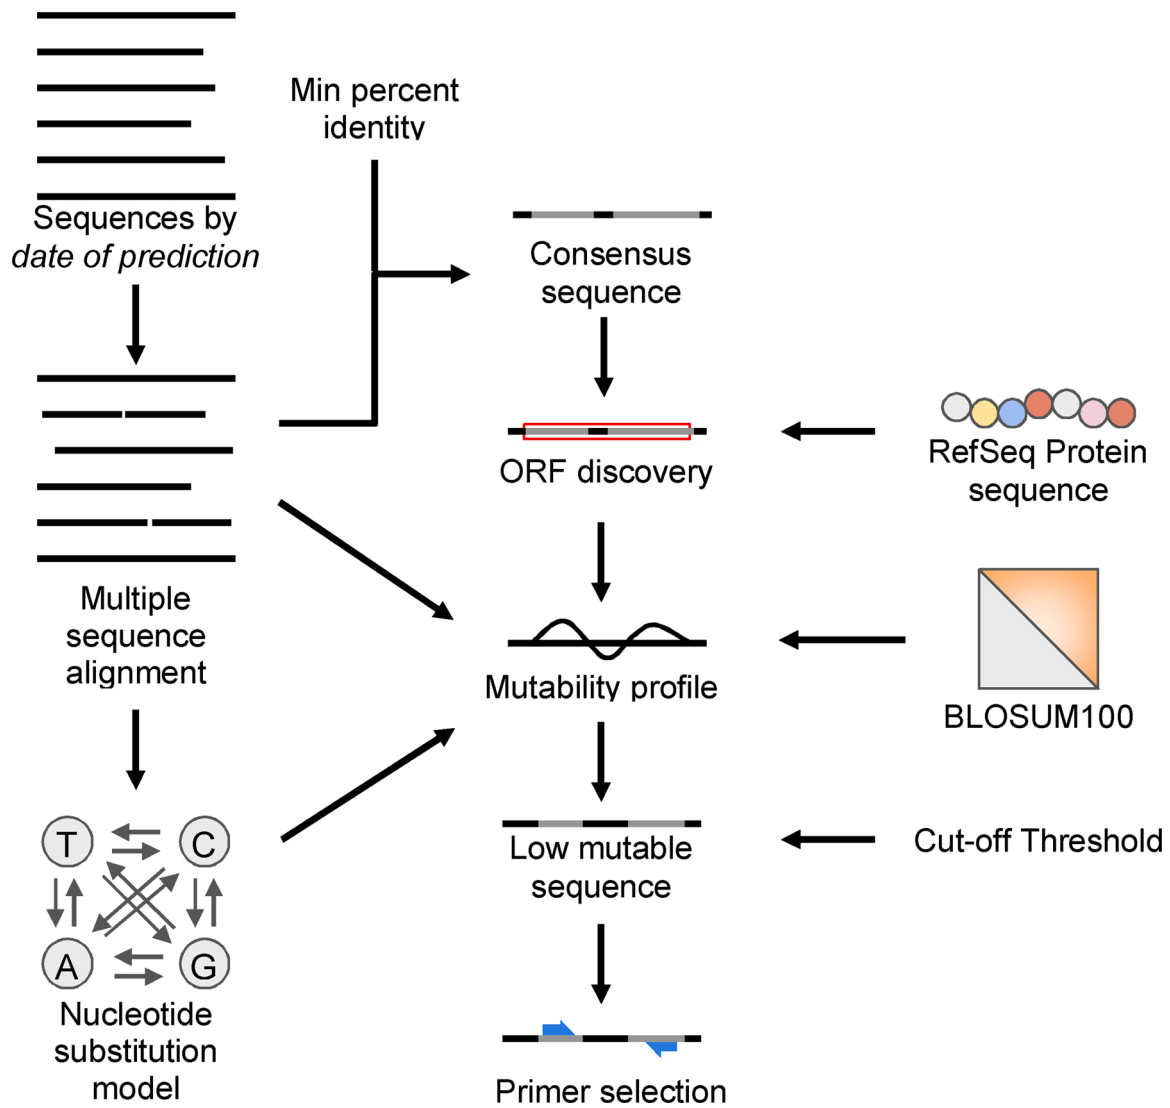 Min percent
identity
Sequences by
date of prediction
Consensus
sequence
ORF discovery
RefSeq Protein
sequence
Multiple
sequence
alignment
Mutability profile
BLOSUM100
T
C
A
G
Low mutable
sequence
Cut-off Threshold
Nucleotide
substitution
model
Primer selection